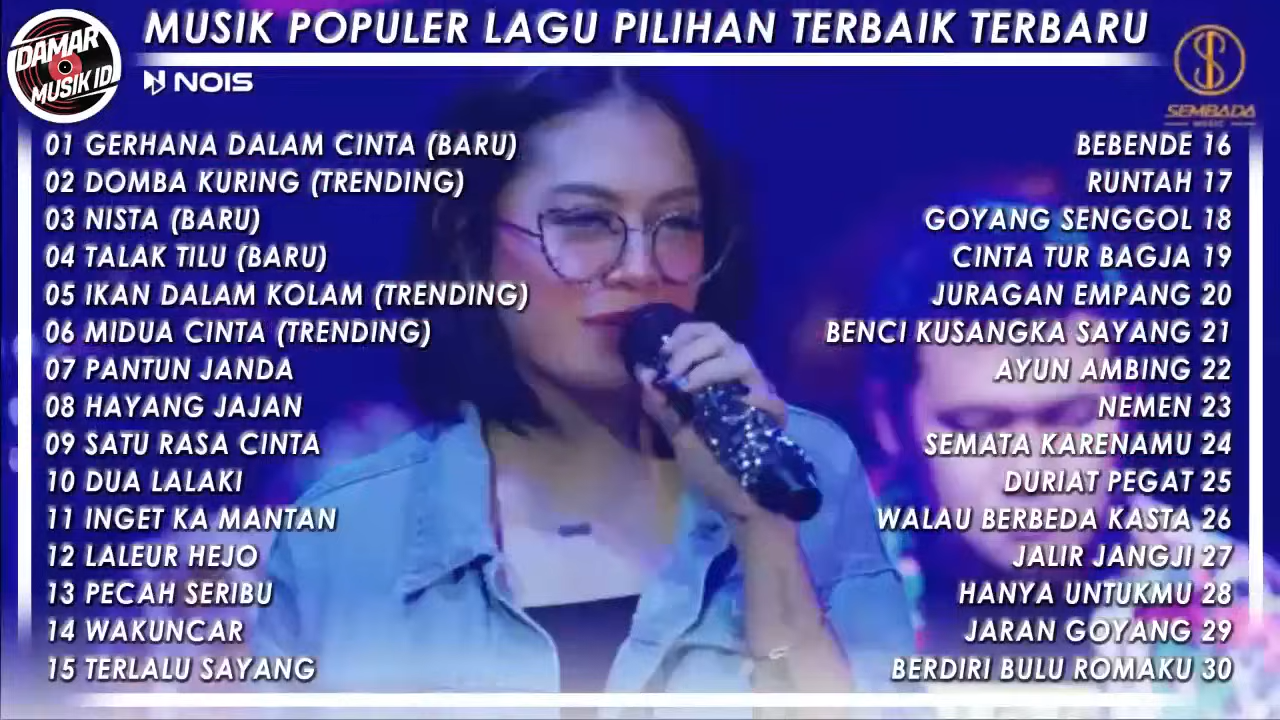 DAMAR
MUSIK ID
MUSIK POPULER LAGU PILIHAN TERBAIK TERBARU
NOIS
SEMBADA
MUSIC
01 GERHANA DALAM CINTA (BARU)
02 DOMBA KURING (TRENDING)
03 NISTA (BARU)
04 TALAK TILU (BARU)
05 IKAN DALAM KOLAM (TRENDING)
06 MIDUA CINTA (TRENDING)
07 PANTUN JANDA
08 HAYANG JAJAN
09 SATU RASA CINTA
10 DUA LALAKI
11 INGET KA MANTAN
12 LALEUR HEJO
13 PECAH SERIBU
14 WAKUNCAR
15 TERLALU SAYANG
BEBENDE 16
RUNTAH 17
GOYANG SENGGOL 18
CINTA TUR BAGJA 19
JURAGAN EMPANG 20
BENCI KUSANGKA SAYANG 21
AYUN AMBING 22
NEMEN 23
SEMATA KARENAMU 24
DURIAT PEGAT 25
WALAU BERBEDA KASTA 26
JALIR JANGJI 27
HANYA UNTUKMU 28
JARAN GOYANG 29
BERDIRI BULU ROMAKU 30